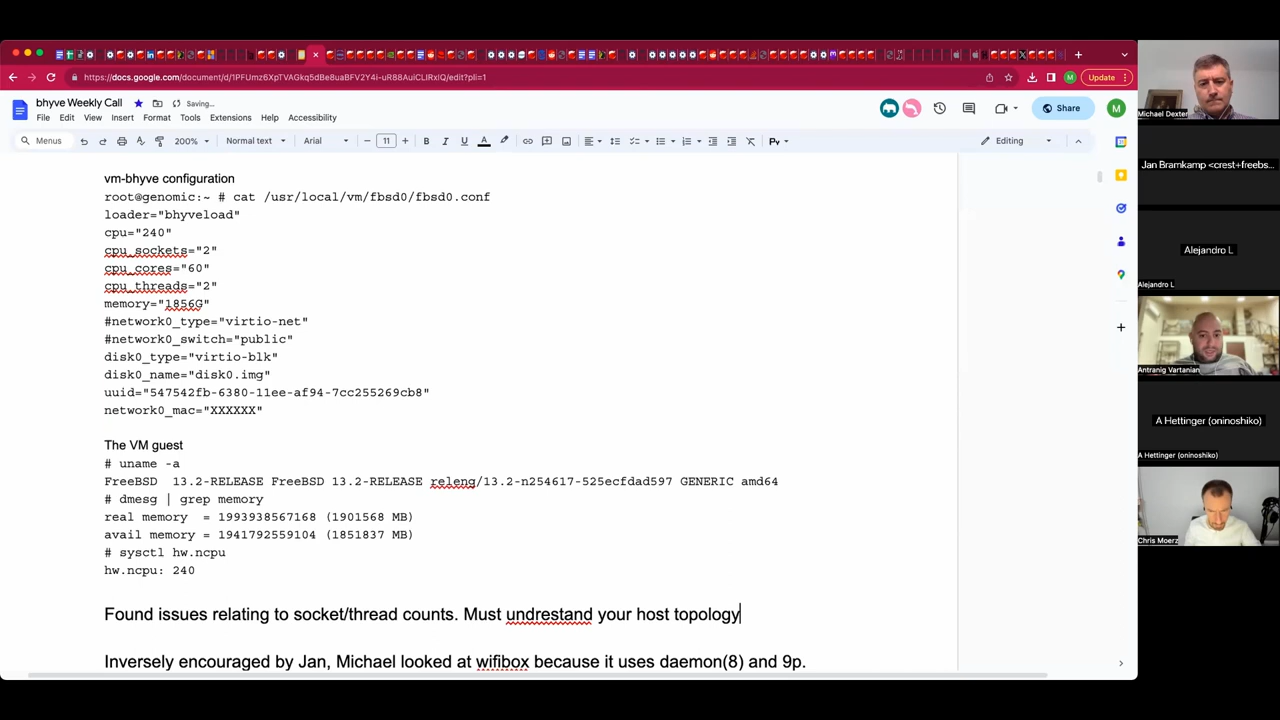 https://docs.google.com/document/d/1PFUmz6XpTVAGkq5dBe8uaBFV2Y4i-uR88AuiCLIRxIQ/edit?pli=1
M
Update
bhyve Weekly Call
Saving...
File Edit View Insert Format Tools Extensions Help Accessibility
Share
M
Menus
200%
Normal text
Arial
11
B I U A
Editing
vm-bhyve configuration
root@genomic:~ # cat /usr/local/vm/fbsd0/fbsd0.conf
loader="bhyveload"
cpu="240"
cpu_sockets="2"
cpu_cores="60"
cpu_threads="2"
memory="1856G"
#network0_type="virtio-net"
#network0_switch="public"
disk0_type="virtio-blk"
disk0_name="disk0.img"
uuid="547542fb-6380-11ee-af94-7cc255269cb8"
network0_mac="XXXXXX"
The VM guest
# uname -a
FreeBSD  13.2-RELEASE FreeBSD 13.2-RELEASE releng/13.2-n254617-525ecfdad597 GENERIC amd64
# dmesg | grep memory
real memory  = 1993938567168 (1901568 MB)
avail memory = 1941792559104 (1851837 MB)
# sysctl hw.ncpu
hw.ncpu: 240
Found issues relating to socket/thread counts. Must undrestand your host topology
Inversely encouraged by Jan, Michael looked at wifibox because it uses daemon(8) and 9p.
Michael Dexter
Jan Bramkamp <crest+freebs...
Alejandro L
Alejandro L
Antranig Vartanian
A Hettinger (oninoshiko)
A Hettinger (oninoshiko)
Chris Moerz